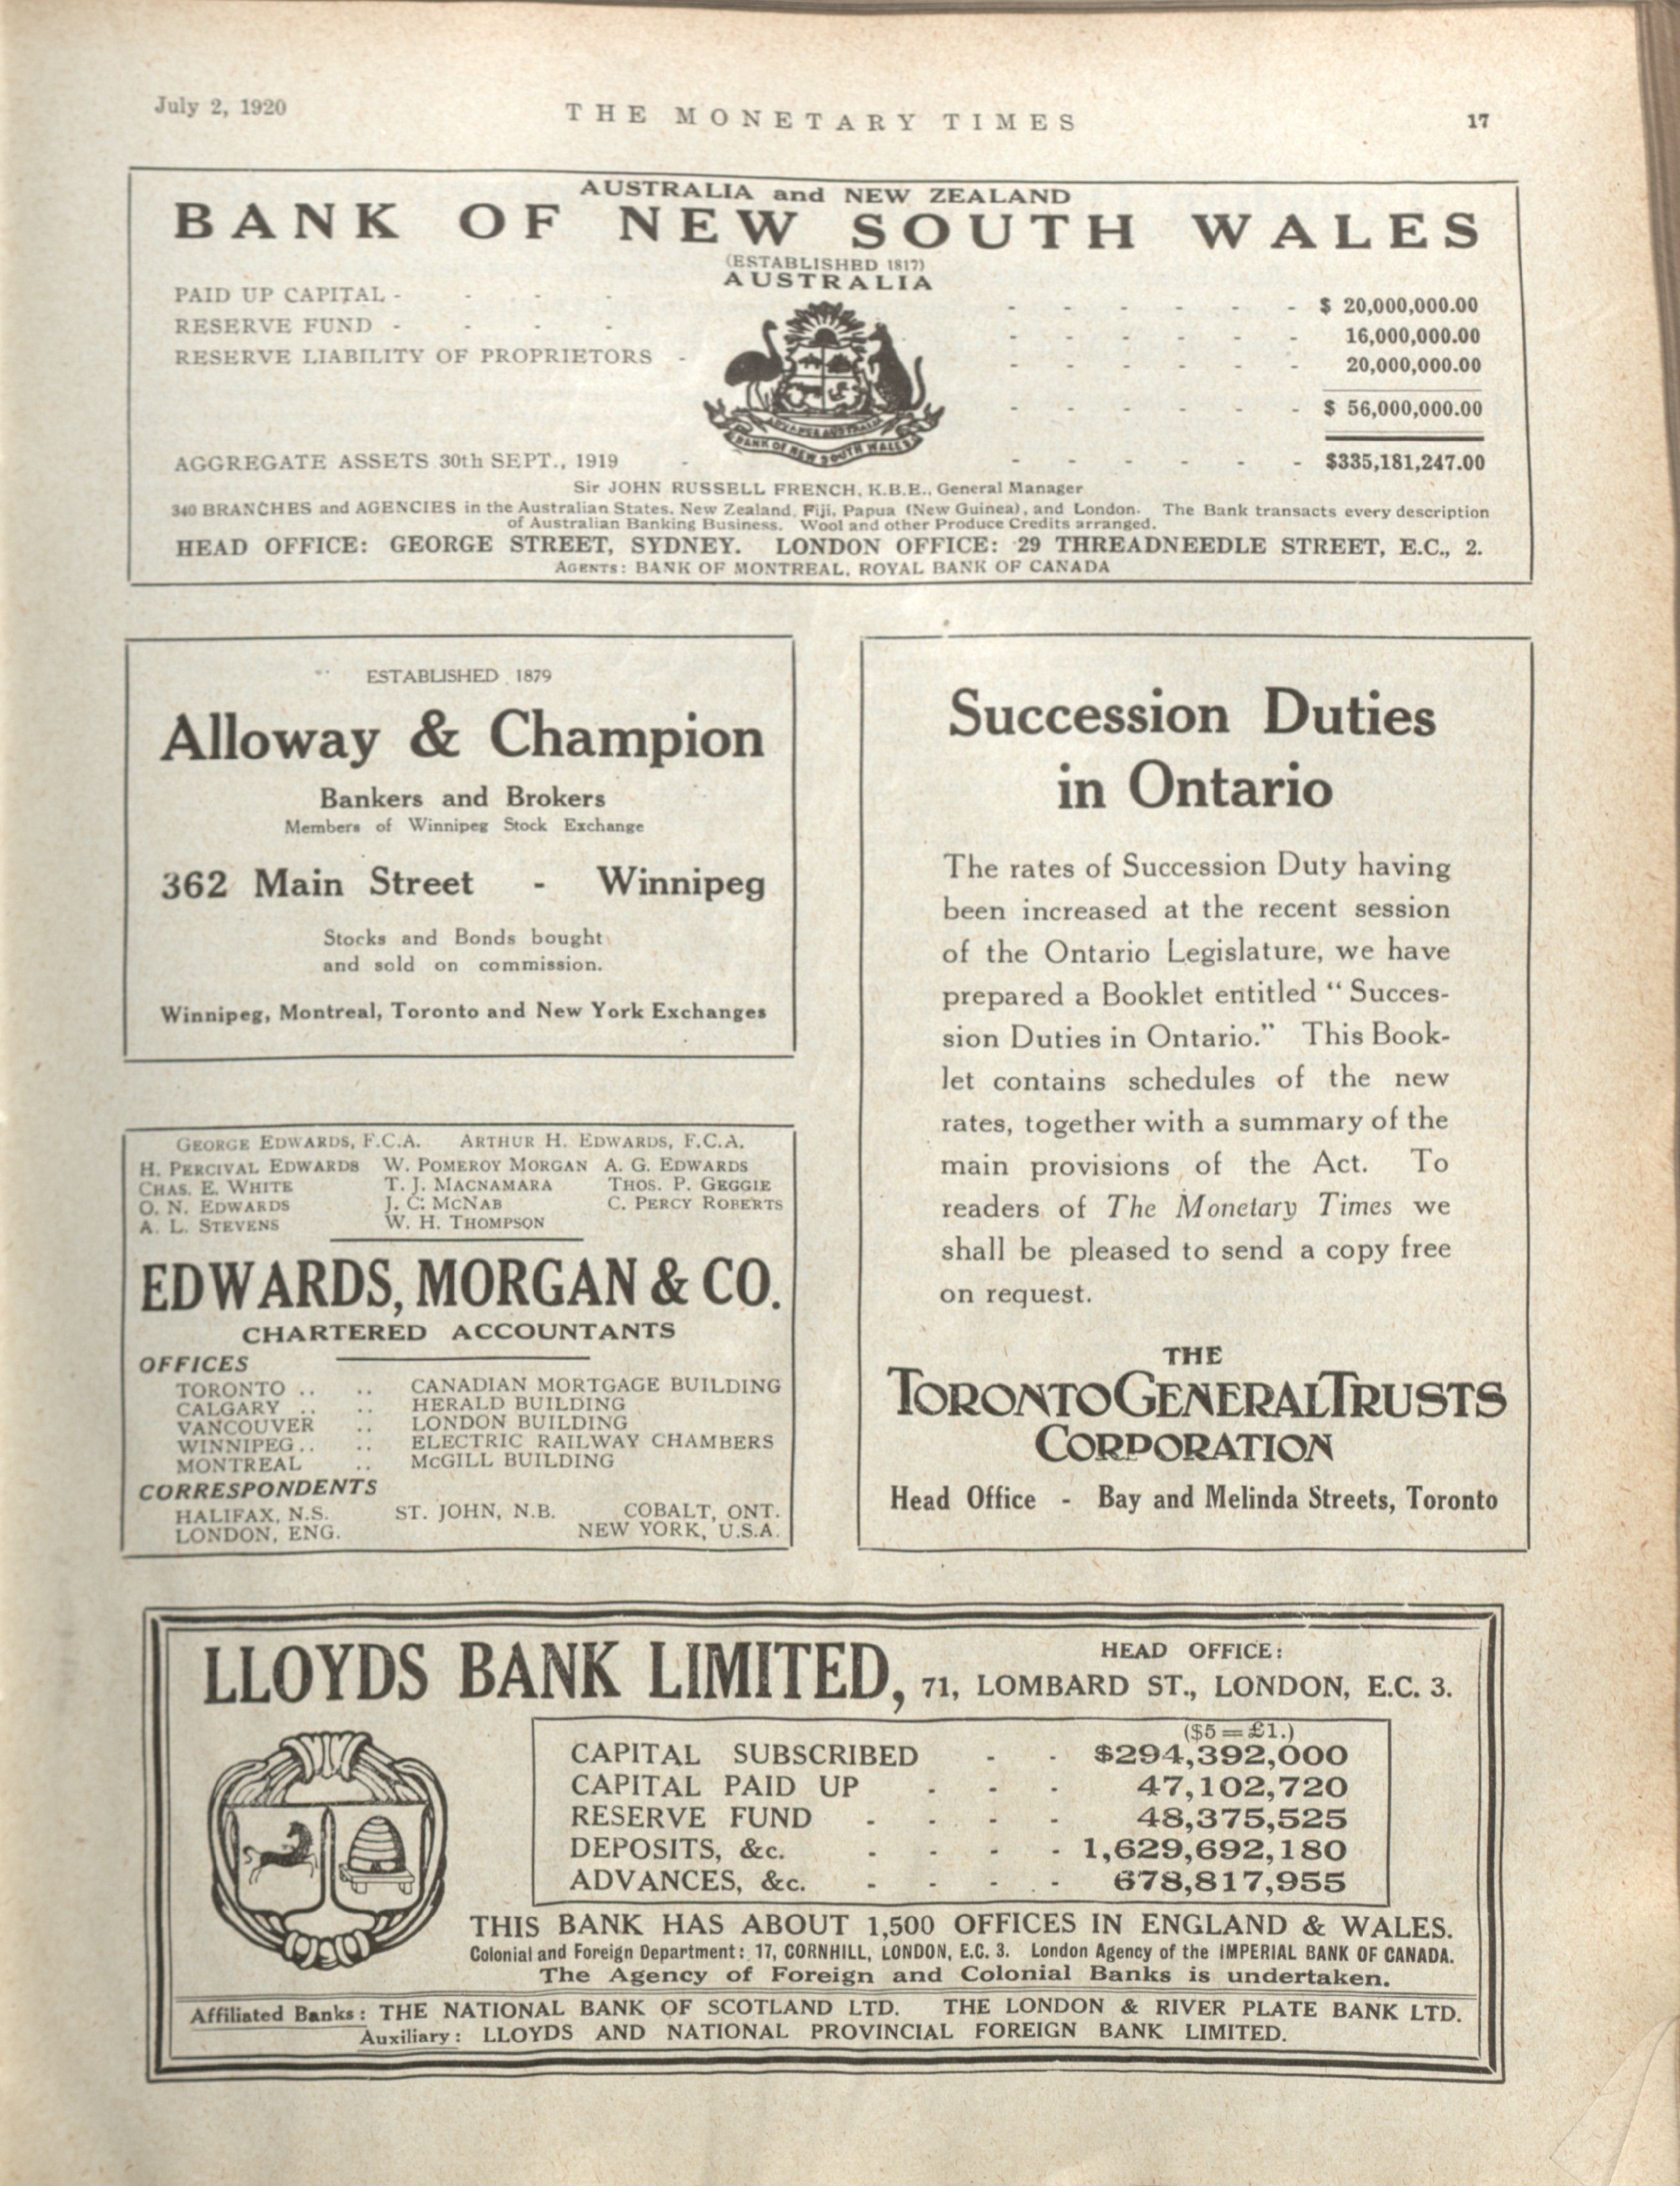 July 2, 1920
THE MONETARY TIMES
17
AUSTRALIA and NEW ZEALAND
BANK OF NEW SOUTH WALES
(ESTABLISHED 1817)
AUSTRALIA
PAID UP CAPITAL - - - - - - - - - - $ 20,000,000.00
RESERVE FUND - - - - - - - - - - 16,000,000.00
RESERVE LIABILITY OF PROPRIETORS - - - - - - - 20,000,000.00
- - - - - - $ 56,000,000.00
AGGREGATE ASSETS 30th SEPT., 1919 - - - - - - - $335,181,247.00
BANK OF NEW SOUTH WALES
Sir JOHN RUSSELL FRENCH, K.B.E., General Manager
340 BRANCHES and AGENCIES in the Australian States, New Zealand, Fiji, Papua (New Guinea), and London. The Bank transacts every description
of Australian Banking Business. Wool and other Produce Credits arranged.
HEAD OFFICE: GEORGE STREET, SYDNEY. LONDON OFFICE: 29 THREADNEEDLE STREET, E.C., 2.
AGENTS: BANK OF MONTREAL, ROYAL BANK OF CANADA
ESTABLISHED 1879
Alloway & Champion
Bankers and Brokers
Members of Winnipeg Stock Exchange
362 Main Street - Winnipeg
Stocks and Bonds bought
and sold on commission.
Winnipeg, Montreal, Toronto and New York Exchanges
GEORGE EDWARDS, F.C.A. ARTHUR H. EDWARDS, F.C.A.
H. PERCIVAL EDWARDS W. POMEROY MORGAN A. G. EDWARDS
CHAS. E. WHITE T. J. MACNAMARA THOS. P. GEGGIE
O. N. EDWARDS J. C. MCNAB C. PERCY ROBERTS
A. L. STEVENS W. H. THOMPSON
EDWARDS, MORGAN & CO.
CHARTERED ACCOUNTANTS
OFFICES
TORONTO .. .. CANADIAN MORTGAGE BUILDING
CALGARY .. .. HERALD BUILDING
VANCOUVER .. LONDON BUILDING
WINNIPEG .. .. ELECTRIC RAILWAY CHAMBERS
MONTREAL .. McGILL BUILDING
CORRESPONDENTS
HALIFAX, N.S. ST. JOHN, N.B. COBALT, ONT.
LONDON, ENG. NEW YORK, U.S.A.
Succession Duties
in Ontario
The rates of Succession Duty having
been increased at the recent session
of the Ontario Legislature, we have
prepared a Booklet entitled "Succes-
sion Duties in Ontario." This Book-
let contains schedules of the new
rates, together with a summary of the
main provisions of the Act. To
readers of The Monetary Times we
shall be pleased to send a copy free
on request.
THE
TORONTO GENERAL TRUSTS
CORPORATION
Head Office - Bay and Melinda Streets, Toronto
LLOYDS BANK LIMITED,
HEAD OFFICE:
71, LOMBARD ST., LONDON, E.C. 3.
($5 = £1.)
CAPITAL SUBSCRIBED - - $294,392,000
CAPITAL PAID UP - - - 47,102,720
RESERVE FUND - - - - 48,375,525
DEPOSITS, &c. - - - - 1,629,692,180
ADVANCES, &c. - - - - 678,817,955
THIS BANK HAS ABOUT 1,500 OFFICES IN ENGLAND & WALES.
Colonial and Foreign Department: 17, CORNHILL, LONDON, E.C. 3. London Agency of the IMPERIAL BANK OF CANADA.
The Agency of Foreign and Colonial Banks is undertaken.
Affiliated Banks: THE NATIONAL BANK OF SCOTLAND LTD. THE LONDON & RIVER PLATE BANK LTD.
Auxiliary: LLOYDS AND NATIONAL PROVINCIAL FOREIGN BANK LIMITED.